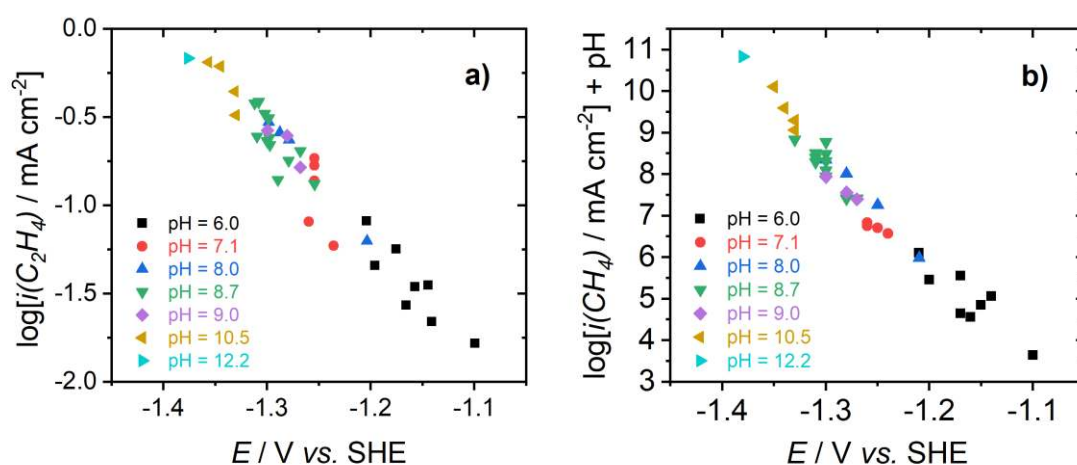 a)
log[i(C₂H₄) / mA cm⁻²]
0.0
-0.5
-1.0
-1.5
-2.0
pH = 6.0
pH = 7.1
pH = 8.0
pH = 8.7
pH = 9.0
pH = 10.5
pH = 12.2
-1.4 -1.3 -1.2 -1.1
E / V vs. SHE
b)
log[i(CH₄) / mA cm⁻²] + pH
11
10
9
8
7
6
5
4
3
pH = 6.0
pH = 7.1
pH = 8.0
pH = 8.7
pH = 9.0
pH = 10.5
pH = 12.2
-1.4 -1.3 -1.2 -1.1
E / V vs. SHE